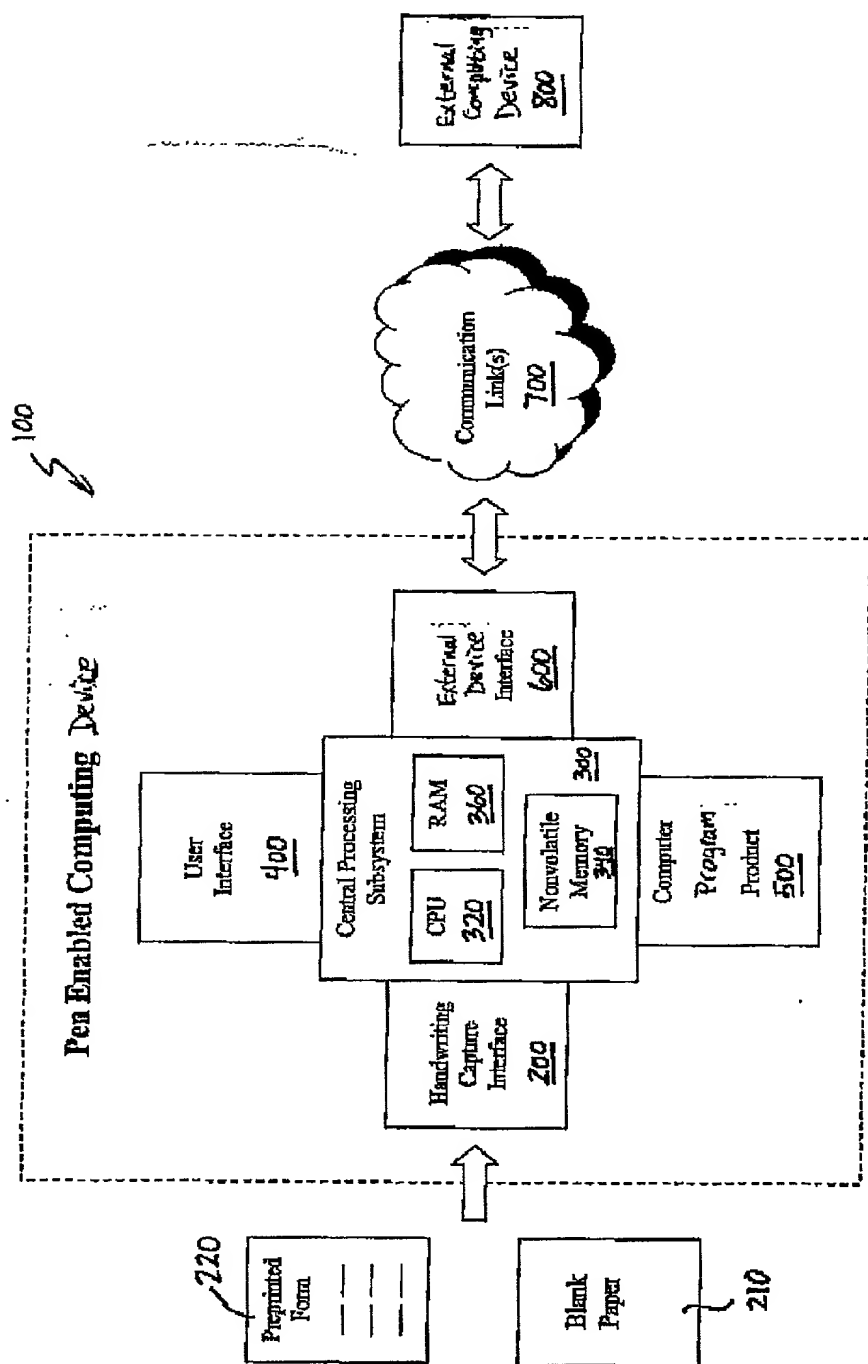 100
Pen Enabled Computing Device
User
Interface
400
Central Processing
Subsystem
CPU
320
RAM
360
Nonvolatile
Memory
340
300
Handwriting
Capture
Interface
200
External
Device
Interface
600
Computer
Program
Product
500
220
Preprinted
Form
Blank
Paper
210
Communication
Link(s)
700
External
Computing
Device
800